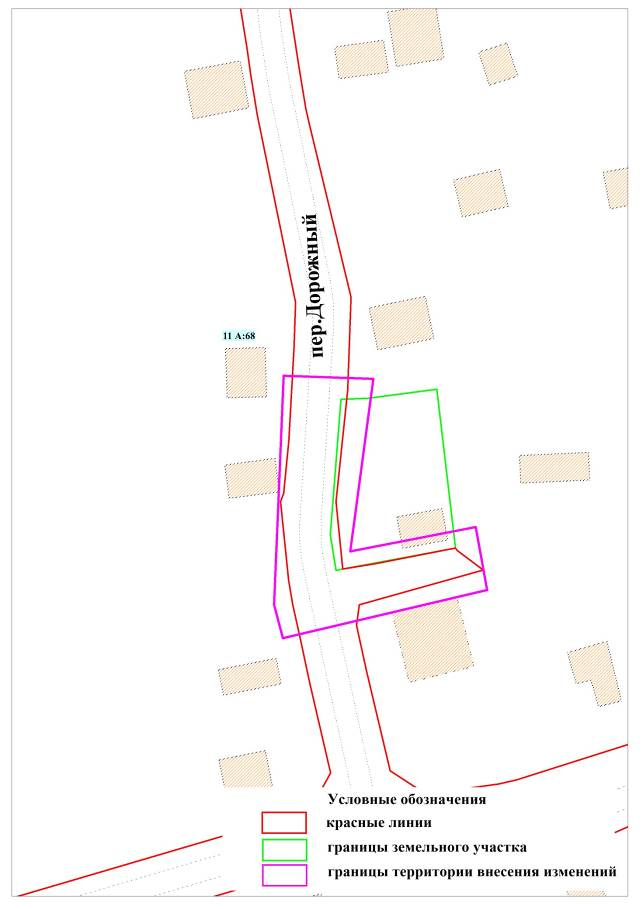 пер.Дорожный
11 А:68
Условные обозначения
красные линии
границы земельного участка
границы территории внесения изменений